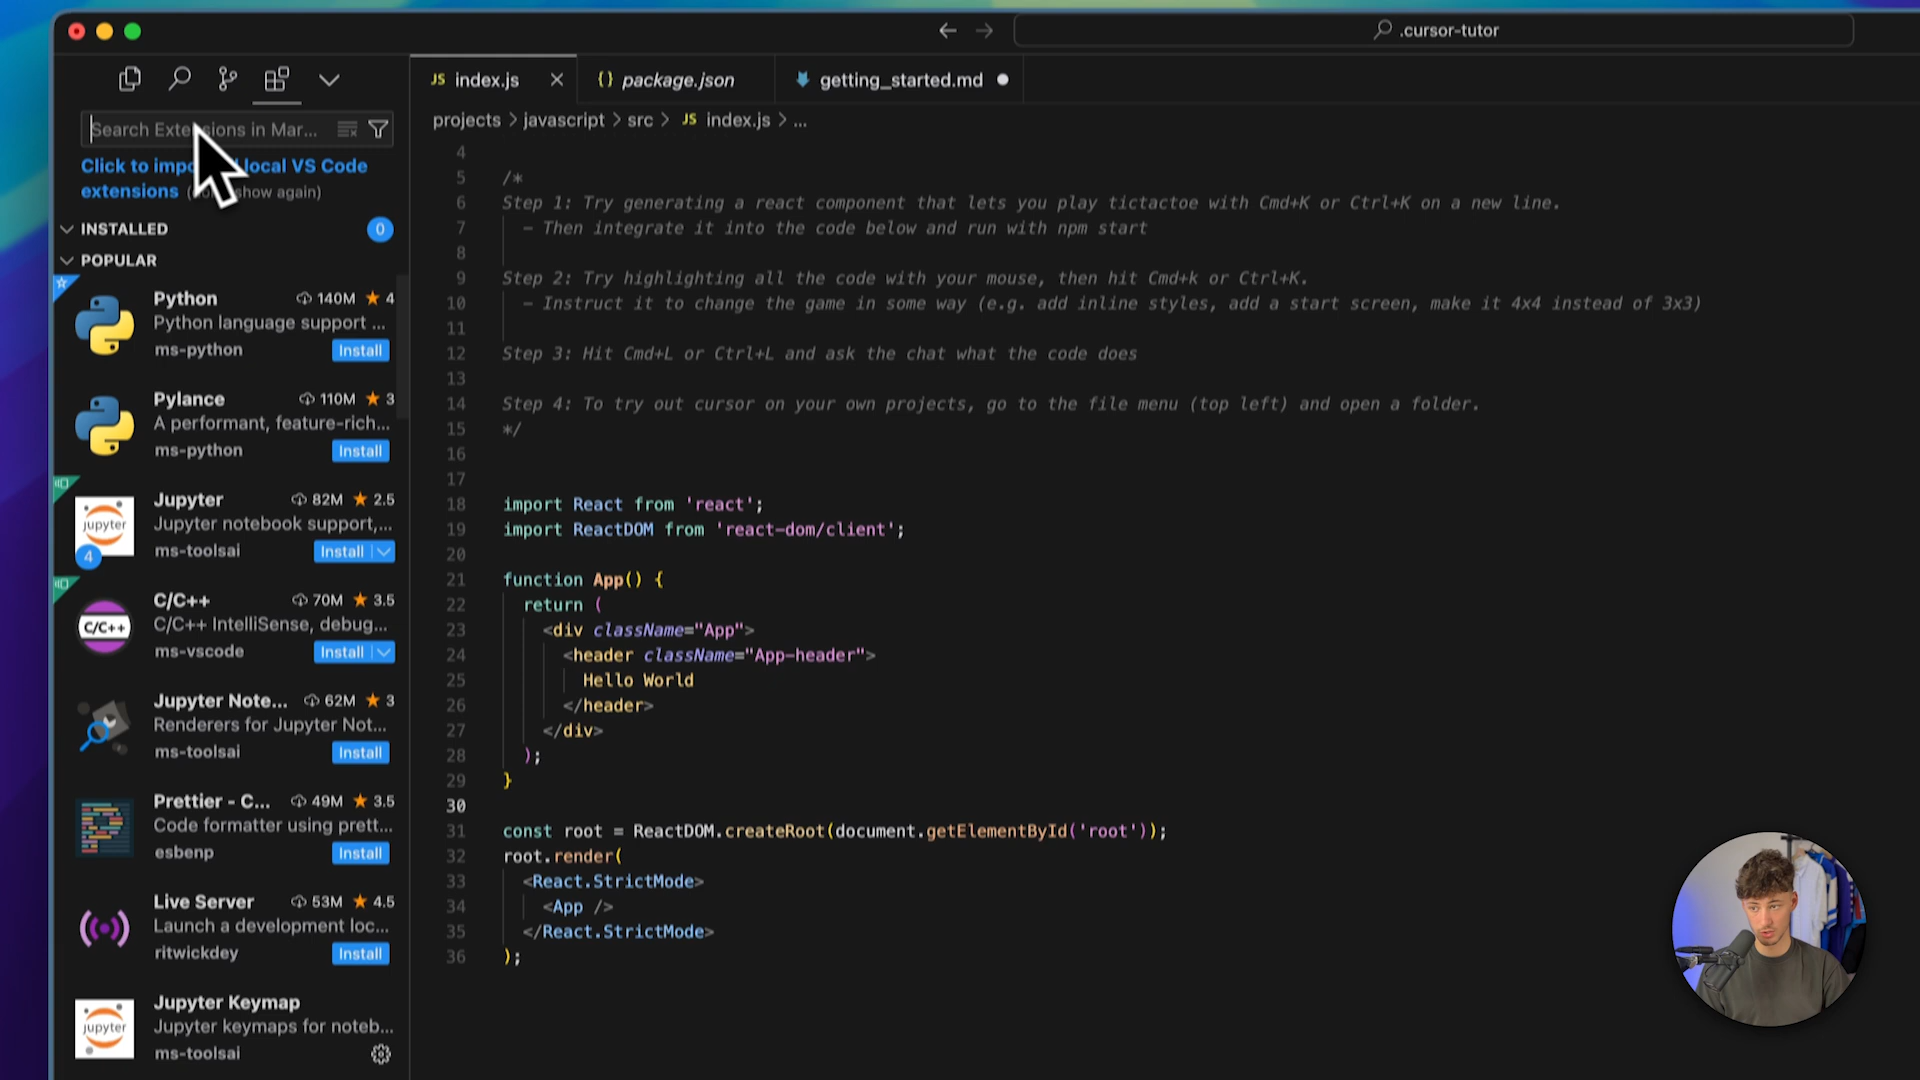 .cursor-tutor
JS index.js
{} package.json
getting_started.md
Search Extensions in Mar...
projects > javascript > src > JS index.js > ...
Click to local VS Code
extensions show again)
INSTALLED
0
POPULAR
Python 140M ★ 4
Python language support ...
ms-python Install
Pylance 110M ★ 3
A performant, feature-rich...
ms-python Install
Jupyter 82M ★ 2.5
Jupyter notebook support,...
ms-toolsai Install
jupyter
4
C/C++ 70M ★ 3.5
C/C++ IntelliSense, debug...
ms-vscode Install
C/C++
Jupyter Note... 62M ★ 3
Renderers for Jupyter Not...
ms-toolsai Install
Prettier - C... 49M ★ 3.5
Code formatter using prett...
esbenp Install
Live Server 53M ★ 4.5
Launch a development loc...
ritwickdey Install
Jupyter Keymap
Jupyter keymaps for noteb...
ms-toolsai
jupyter
4
5 /*
6 Step 1: Try generating a react component that lets you play tictactoe with Cmd+K or Ctrl+K on a new line.
7 - Then integrate it into the code below and run with npm start
8
9 Step 2: Try highlighting all the code with your mouse, then hit Cmd+k or Ctrl+K.
10 - Instruct it to change the game in some way (e.g. add inline styles, add a start screen, make it 4x4 instead of 3x3)
11
12 Step 3: Hit Cmd+L or Ctrl+L and ask the chat what the code does
13
14 Step 4: To try out cursor on your own projects, go to the file menu (top left) and open a folder.
15 */
16
17
18 import React from 'react';
19 import ReactDOM from 'react-dom/client';
20
21 function App() {
22 return (
23 <div className="App">
24 <header className="App-header">
25 Hello World
26 </header>
27 </div>
28 );
29 }
30
31 const root = ReactDOM.createRoot(document.getElementById('root'));
32 root.render(
33 <React.StrictMode>
34 <App />
35 </React.StrictMode>
36 );